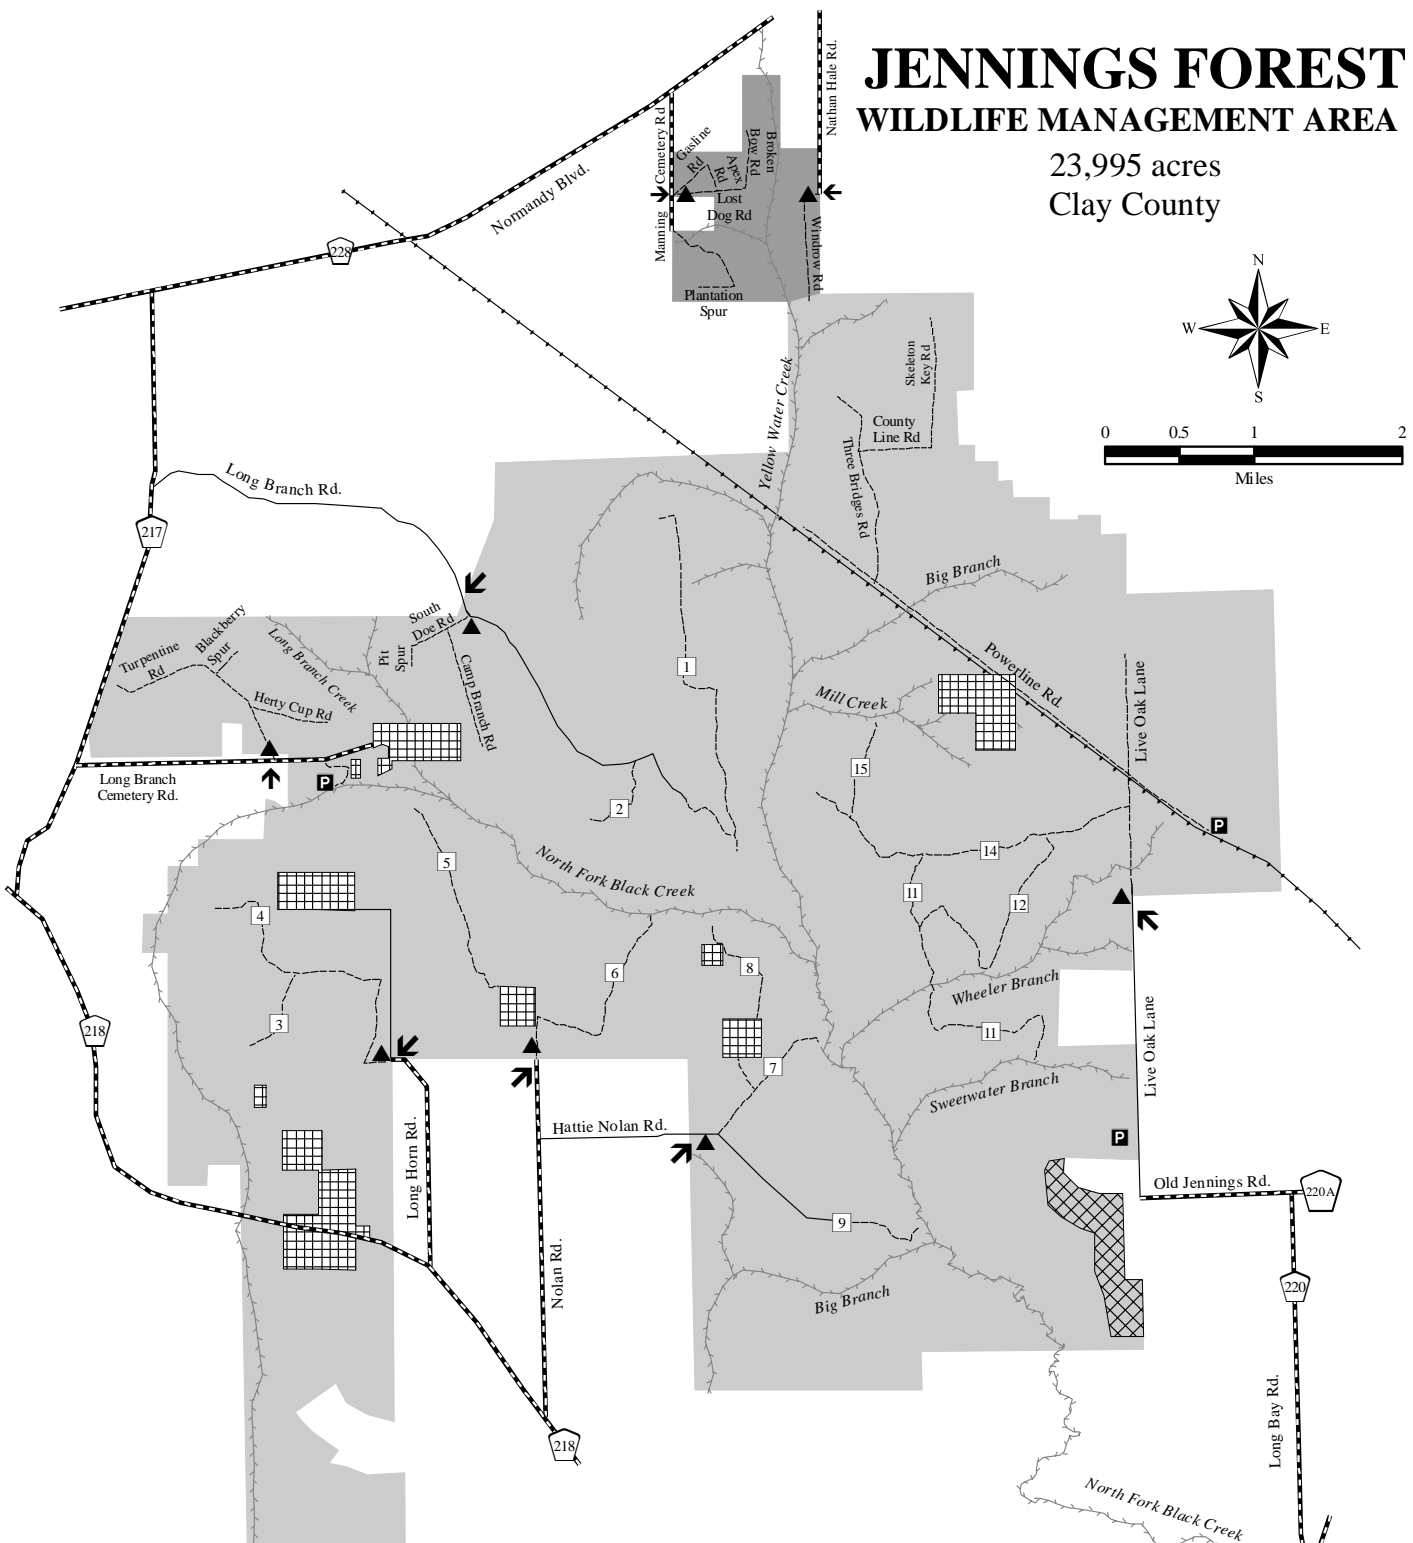 JENNINGS FOREST
WILDLIFE MANAGEMENT AREA
23,995 acres
Clay County
N
W
E
S
0
0.5
1
2
Miles
Nathan Hale Rd.
Normandy Blvd.
228
Manning
Cemetery Rd
Gasline
Rd
Apex
Rd
Broken
Bow Rd
Lost
Dog Rd
Windrow Rd
Plantation
Spur
Yellow Water Creek
Skeleton
Key Rd
County
Line Rd
Three Bridges Rd
Long Branch Rd.
217
Big Branch
South
Doe Rd
Pit
Spur
Camp Branch Rd
Blackberry
Spur
Turpentine
Rd
Long Branch Creek
Herty Cup Rd
Long Branch
Cemetery Rd.
P
1
2
Powerline Rd.
Mill Creek
Live Oak Lane
15
P
14
5
North Fork Black Creek
11
12
4
6
8
Wheeler Branch
3
11
218
7
Live Oak Lane
Sweetwater Branch
Hattie Nolan Rd.
P
Long Horn Rd.
Old Jennings Rd.
220A
9
Nolan Rd.
Big Branch
220
Long Bay Rd.
218
North Fork Black Creek